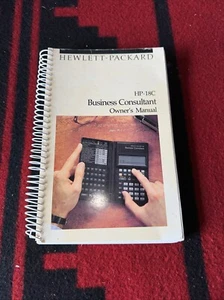 HEWLETT·PACKARD
HP-18C
Business Consultant
Owner's Manual